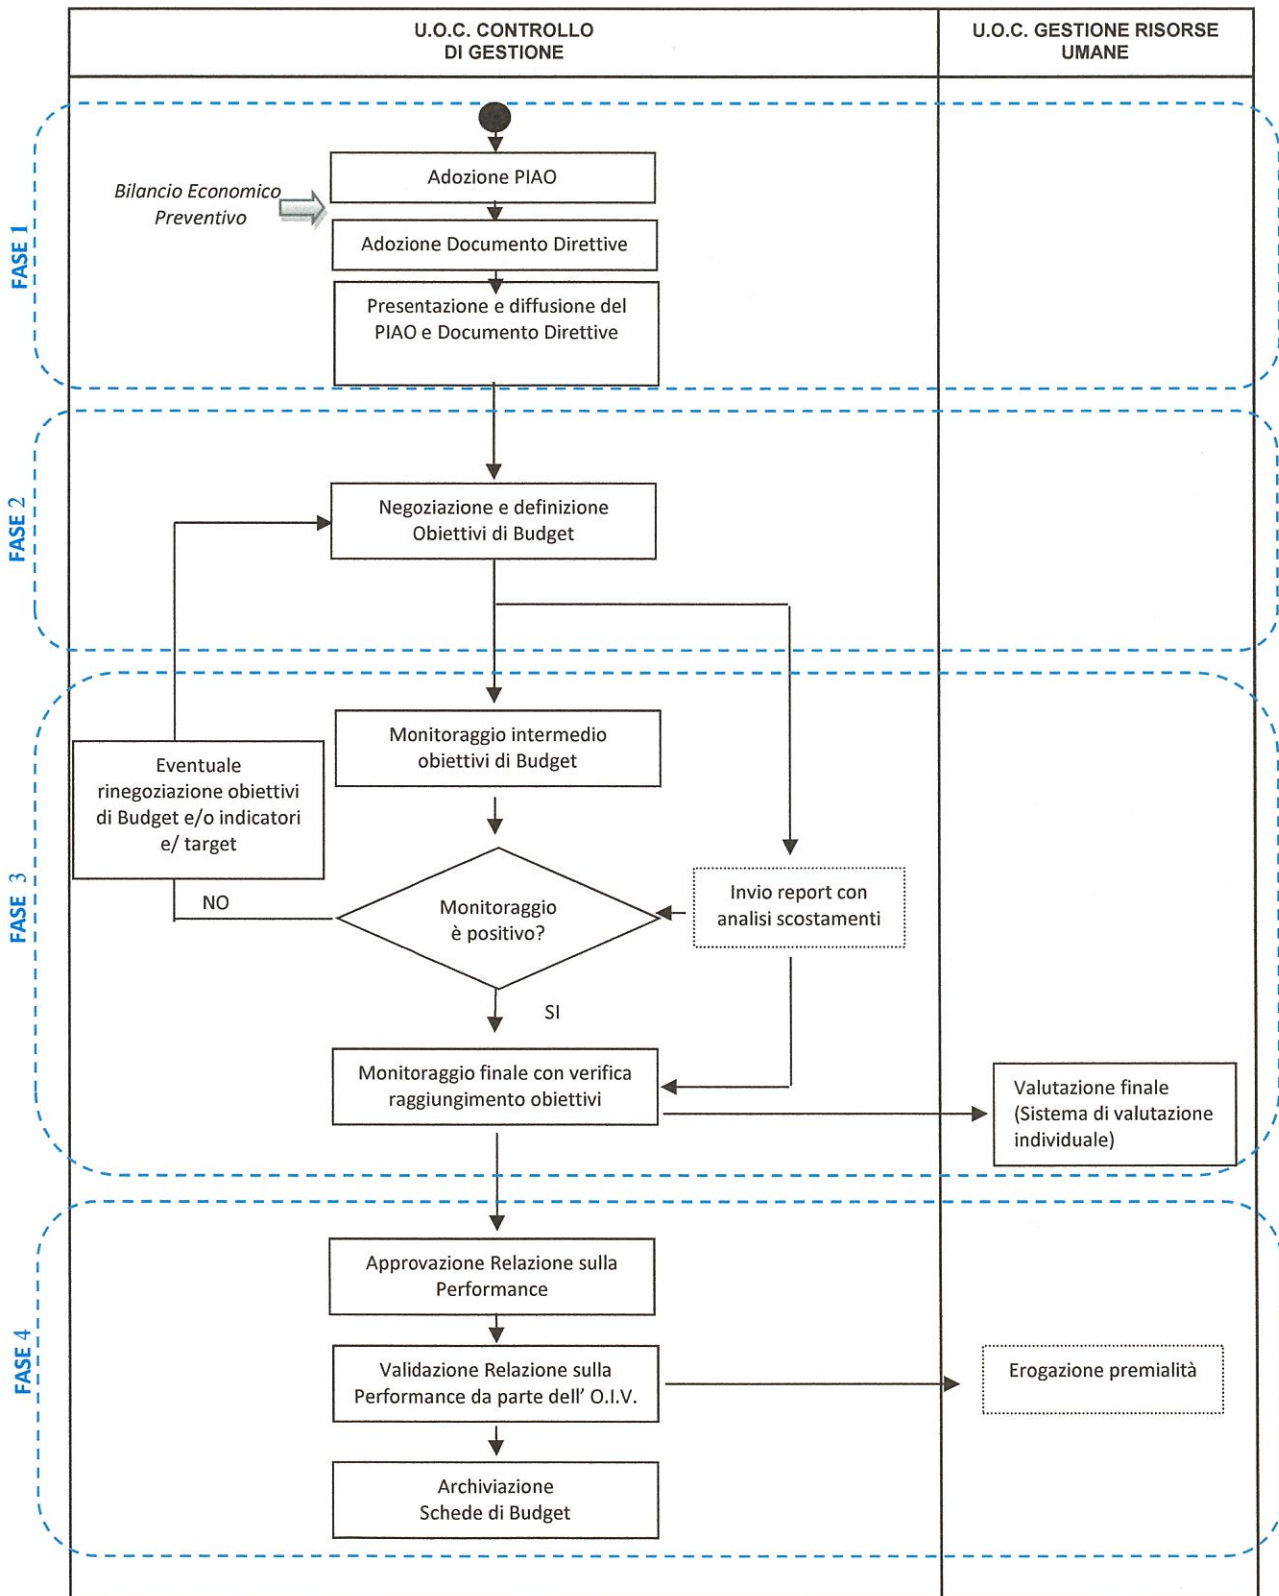 U.O.C. CONTROLLO
DI GESTIONE
U.O.C. GESTIONE RISORSE
UMANE
FASE 1
Adozione PIAO
Bilancio Economico
Preventivo
Adozione Documento Direttive
Presentazione e diffusione del
PIAO e Documento Direttive
FASE 2
Negoziazione e definizione
Obiettivi di Budget
FASE 3
Monitoraggio intermedio
obiettivi di Budget
Eventuale
rinegoziazione obiettivi
di Budget e/o indicatori
e/ target
NO
Monitoraggio
è positivo?
Invio report con
analisi scostamenti
SI
Monitoraggio finale con verifica
raggiungimento obiettivi
Valutazione finale
(Sistema di valutazione
individuale)
FASE 4
Approvazione Relazione sulla
Performance
Validazione Relazione sulla
Performance da parte dell' O.I.V.
Erogazione premialità
Archiviazione
Schede di Budget